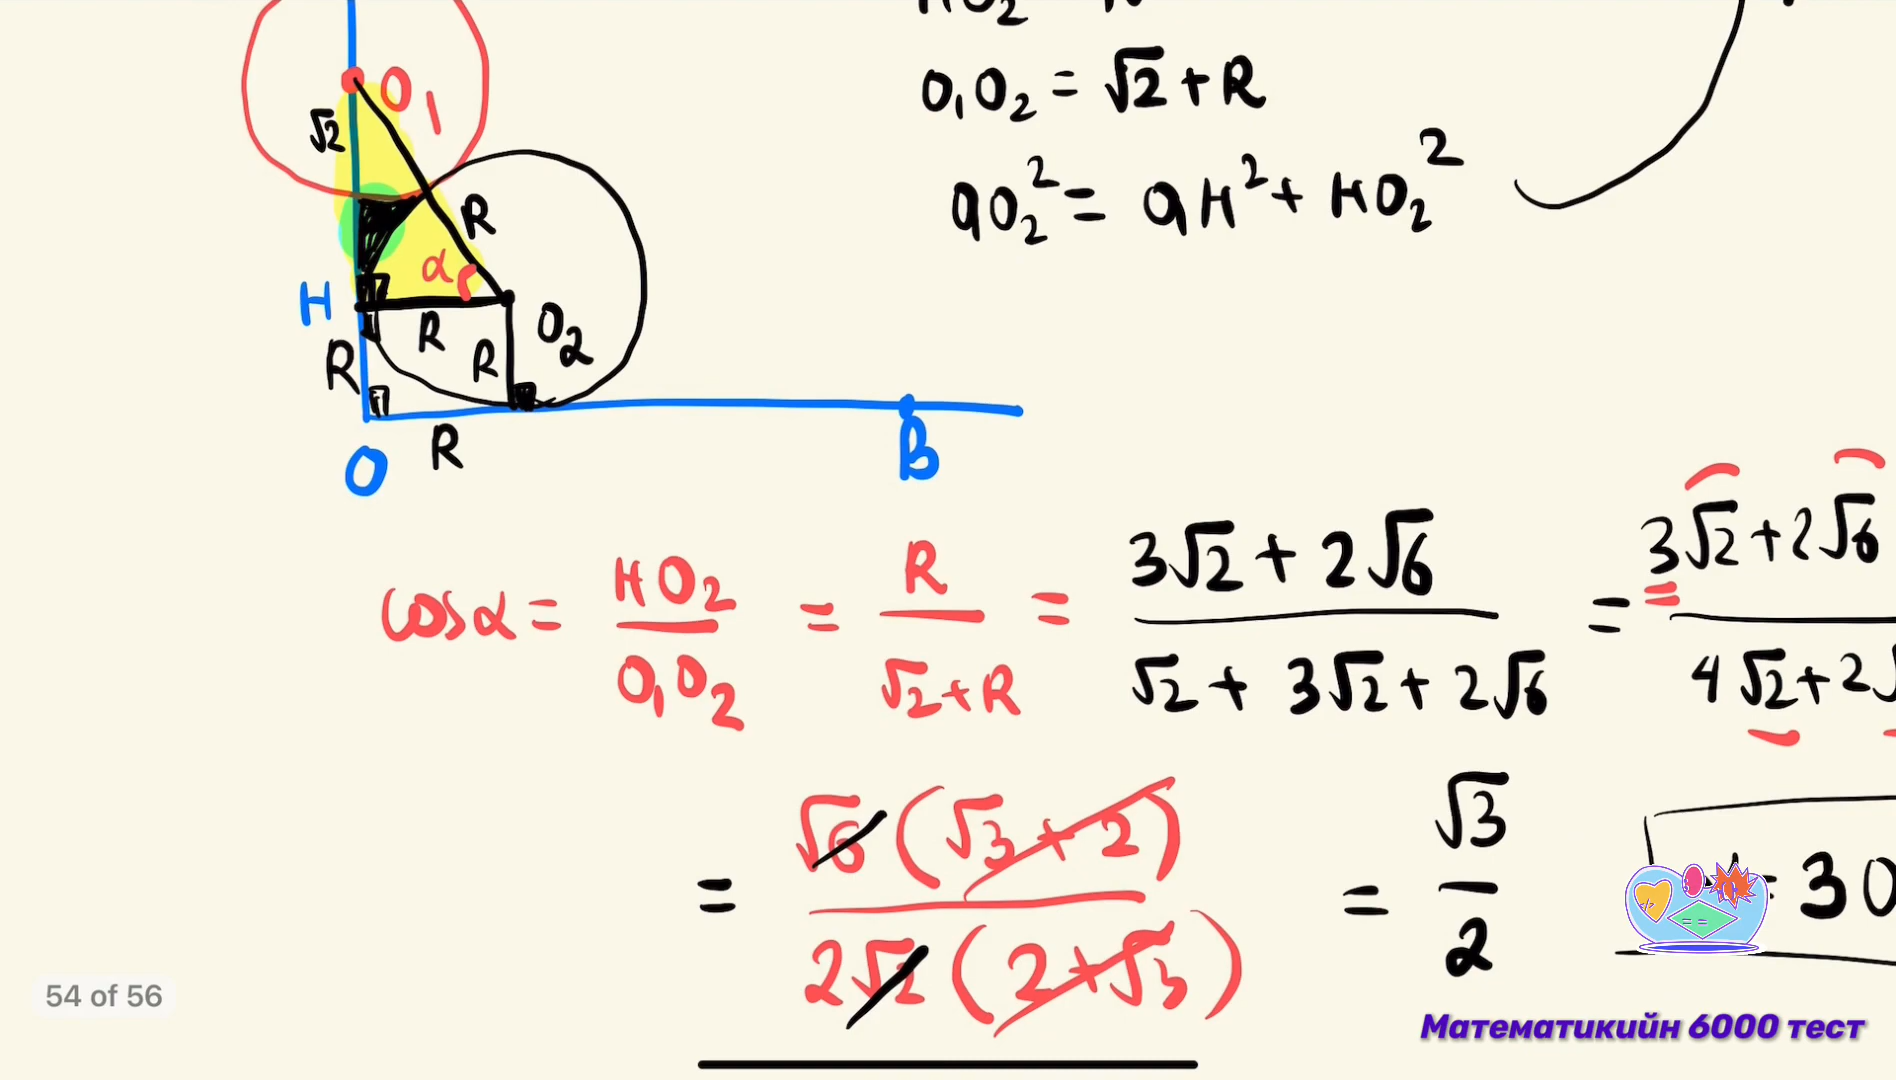 O₁O₂ = √2 + R
O₁O₂² = O₁H² + HO₂²
O₁
√2
R
α
H
R
O₂
R
R
O
R
B
cosα = HO₂/O₁O₂ = R/(√2+R) = (3√2 + 2√6)/(√2 + 3√2 + 2√6) = 3√2+2√6
4√2+2
= √6(√3+2)/2√2(2+√3) = √3/2
= 30
54 of 56
Математикийн 6000 тест